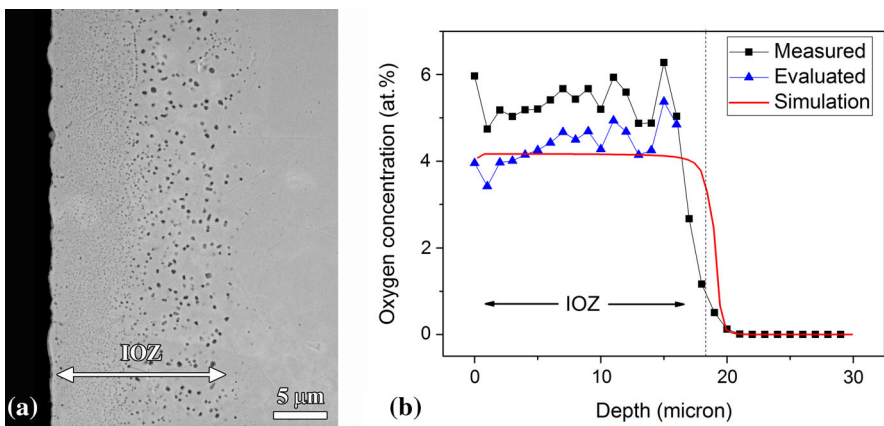 IOZ
5 μm
(a)
Oxygen concentration (at.%)
6
4
2
0
Measured
Evaluated
Simulation
IOZ
0
10
20
30
Depth (micron)
(b)